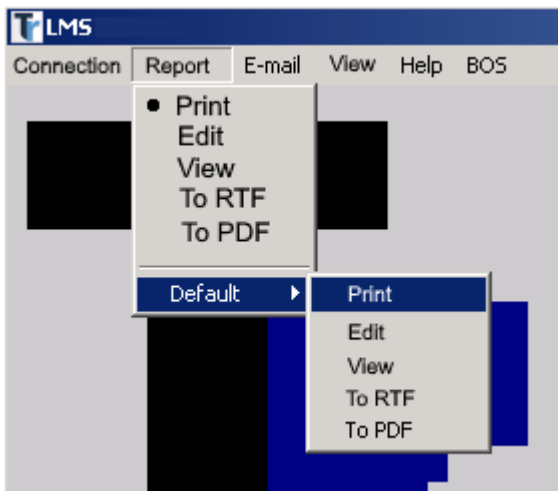 Tr LMS
Connection Report E-mail View Help BOS
Print
Edit
View
To RTF
To PDF
Default
Print
Edit
View
To RTF
To PDF